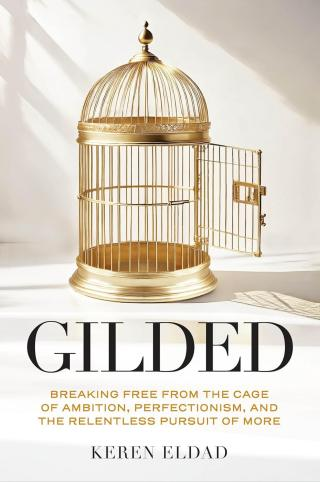 GILDED
BREAKING FREE FROM THE CAGE
OF AMBITION, PERFECTIONISM, AND
THE RELENTLESS PURSUIT OF MORE
KEREN ELDAD